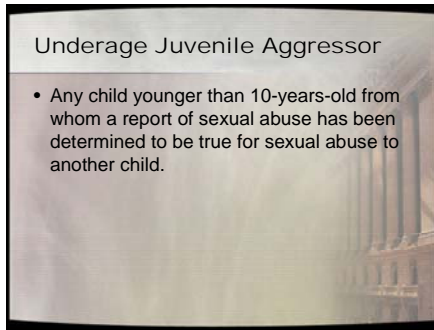 Underage Juvenile Aggressor
• Any child younger than 10-years-old from
whom a report of sexual abuse has been
determined to be true for sexual abuse to
another child.